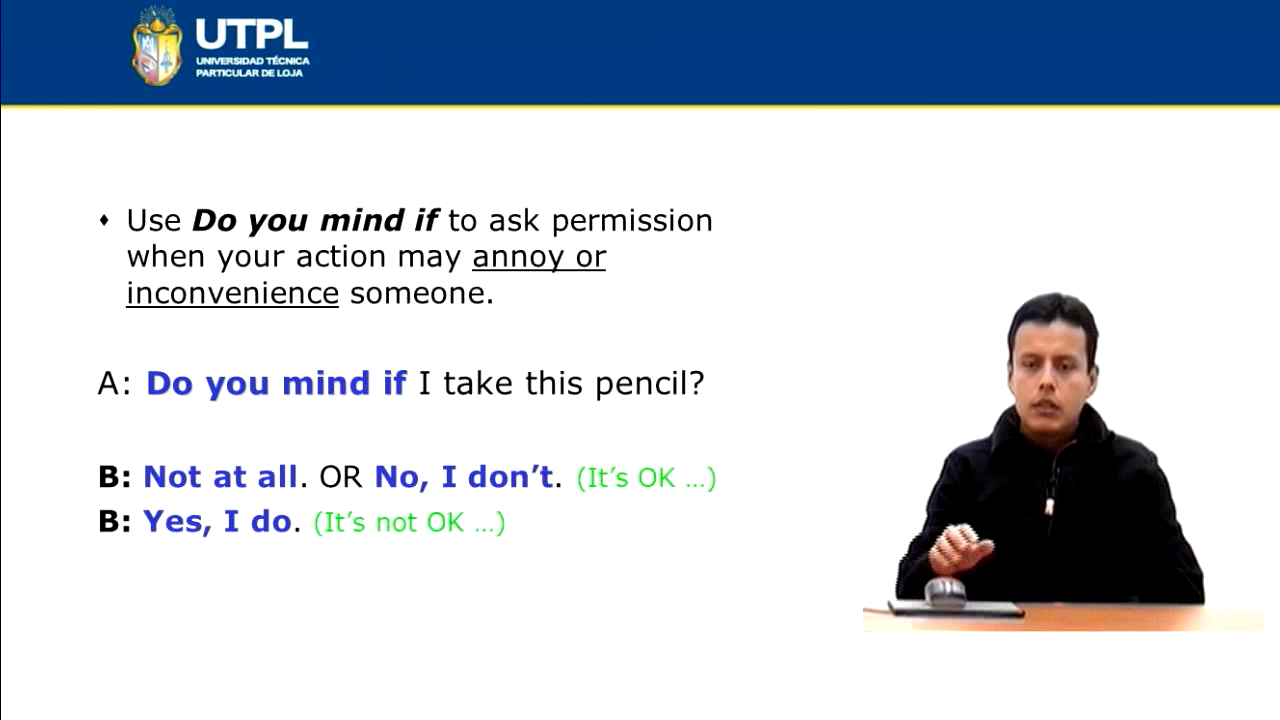 UTPL
UNIVERSIDAD TÉCNICA
PARTICULAR DE LOJA
Use Do you mind if to ask permission
when your action may annoy or
inconvenience someone.
A: Do you mind if I take this pencil?
B: Not at all. OR No, I don’t. (It’s OK ...)
B: Yes, I do. (It’s not OK ...)